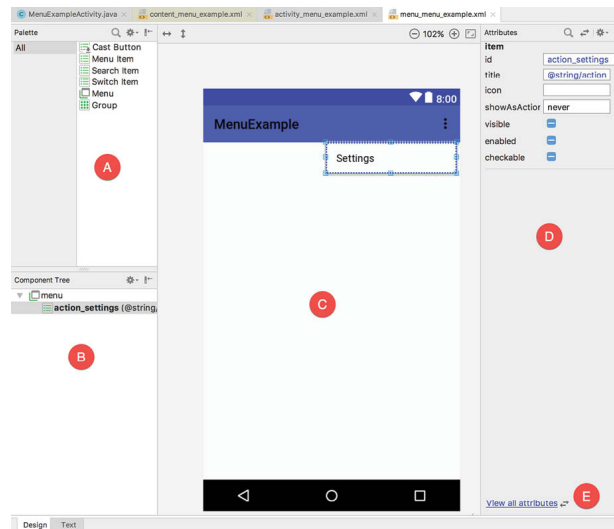 MenuExampleActivity.java × content_menu_example.xml × activity_menu_example.xml × menu_menu_example.xml ×
Palette
All
Cast Button
Menu Item
Search Item
Switch Item
Menu
Group
A
Component Tree
menu
action_settings (@string,
B
102%
8:00
MenuExample
Settings
C
Attributes
item
id action_settings
title @string/action
icon
showAsAction never
visible
enabled
checkable
D
View all attributes
E
Design Text